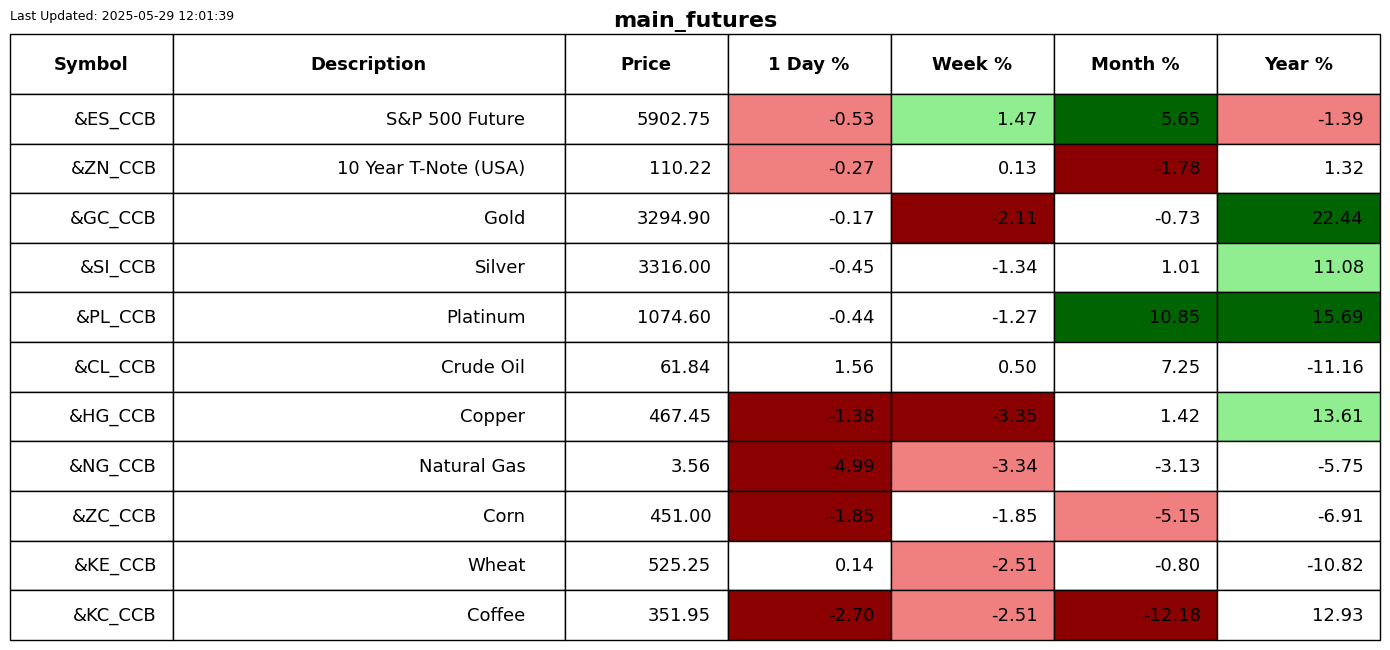 Last Updated: 2025-05-29 12:01:39
main_futures
Symbol Description Price 1 Day % Week % Month % Year %
&ES_CCB S&P 500 Future 5902.75 -0.53 1.47 5.65 -1.39
&ZN_CCB 10 Year T-Note (USA) 110.22 -0.27 0.13 -1.78 1.32
&GC_CCB Gold 3294.90 -0.17 -2.11 -0.73 22.44
&SI_CCB Silver 3316.00 -0.45 -1.34 1.01 11.08
&PL_CCB Platinum 1074.60 -0.44 -1.27 10.85 15.69
&CL_CCB Crude Oil 61.84 1.56 0.50 7.25 -11.16
&HG_CCB Copper 467.45 -1.38 -3.35 1.42 13.61
&NG_CCB Natural Gas 3.56 -4.99 -3.34 -3.13 -5.75
&ZC_CCB Corn 451.00 -1.85 -1.85 -5.15 -6.91
&KE_CCB Wheat 525.25 0.14 -2.51 -0.80 -10.82
&KC_CCB Coffee 351.95 -2.70 -2.51 -12.18 12.93